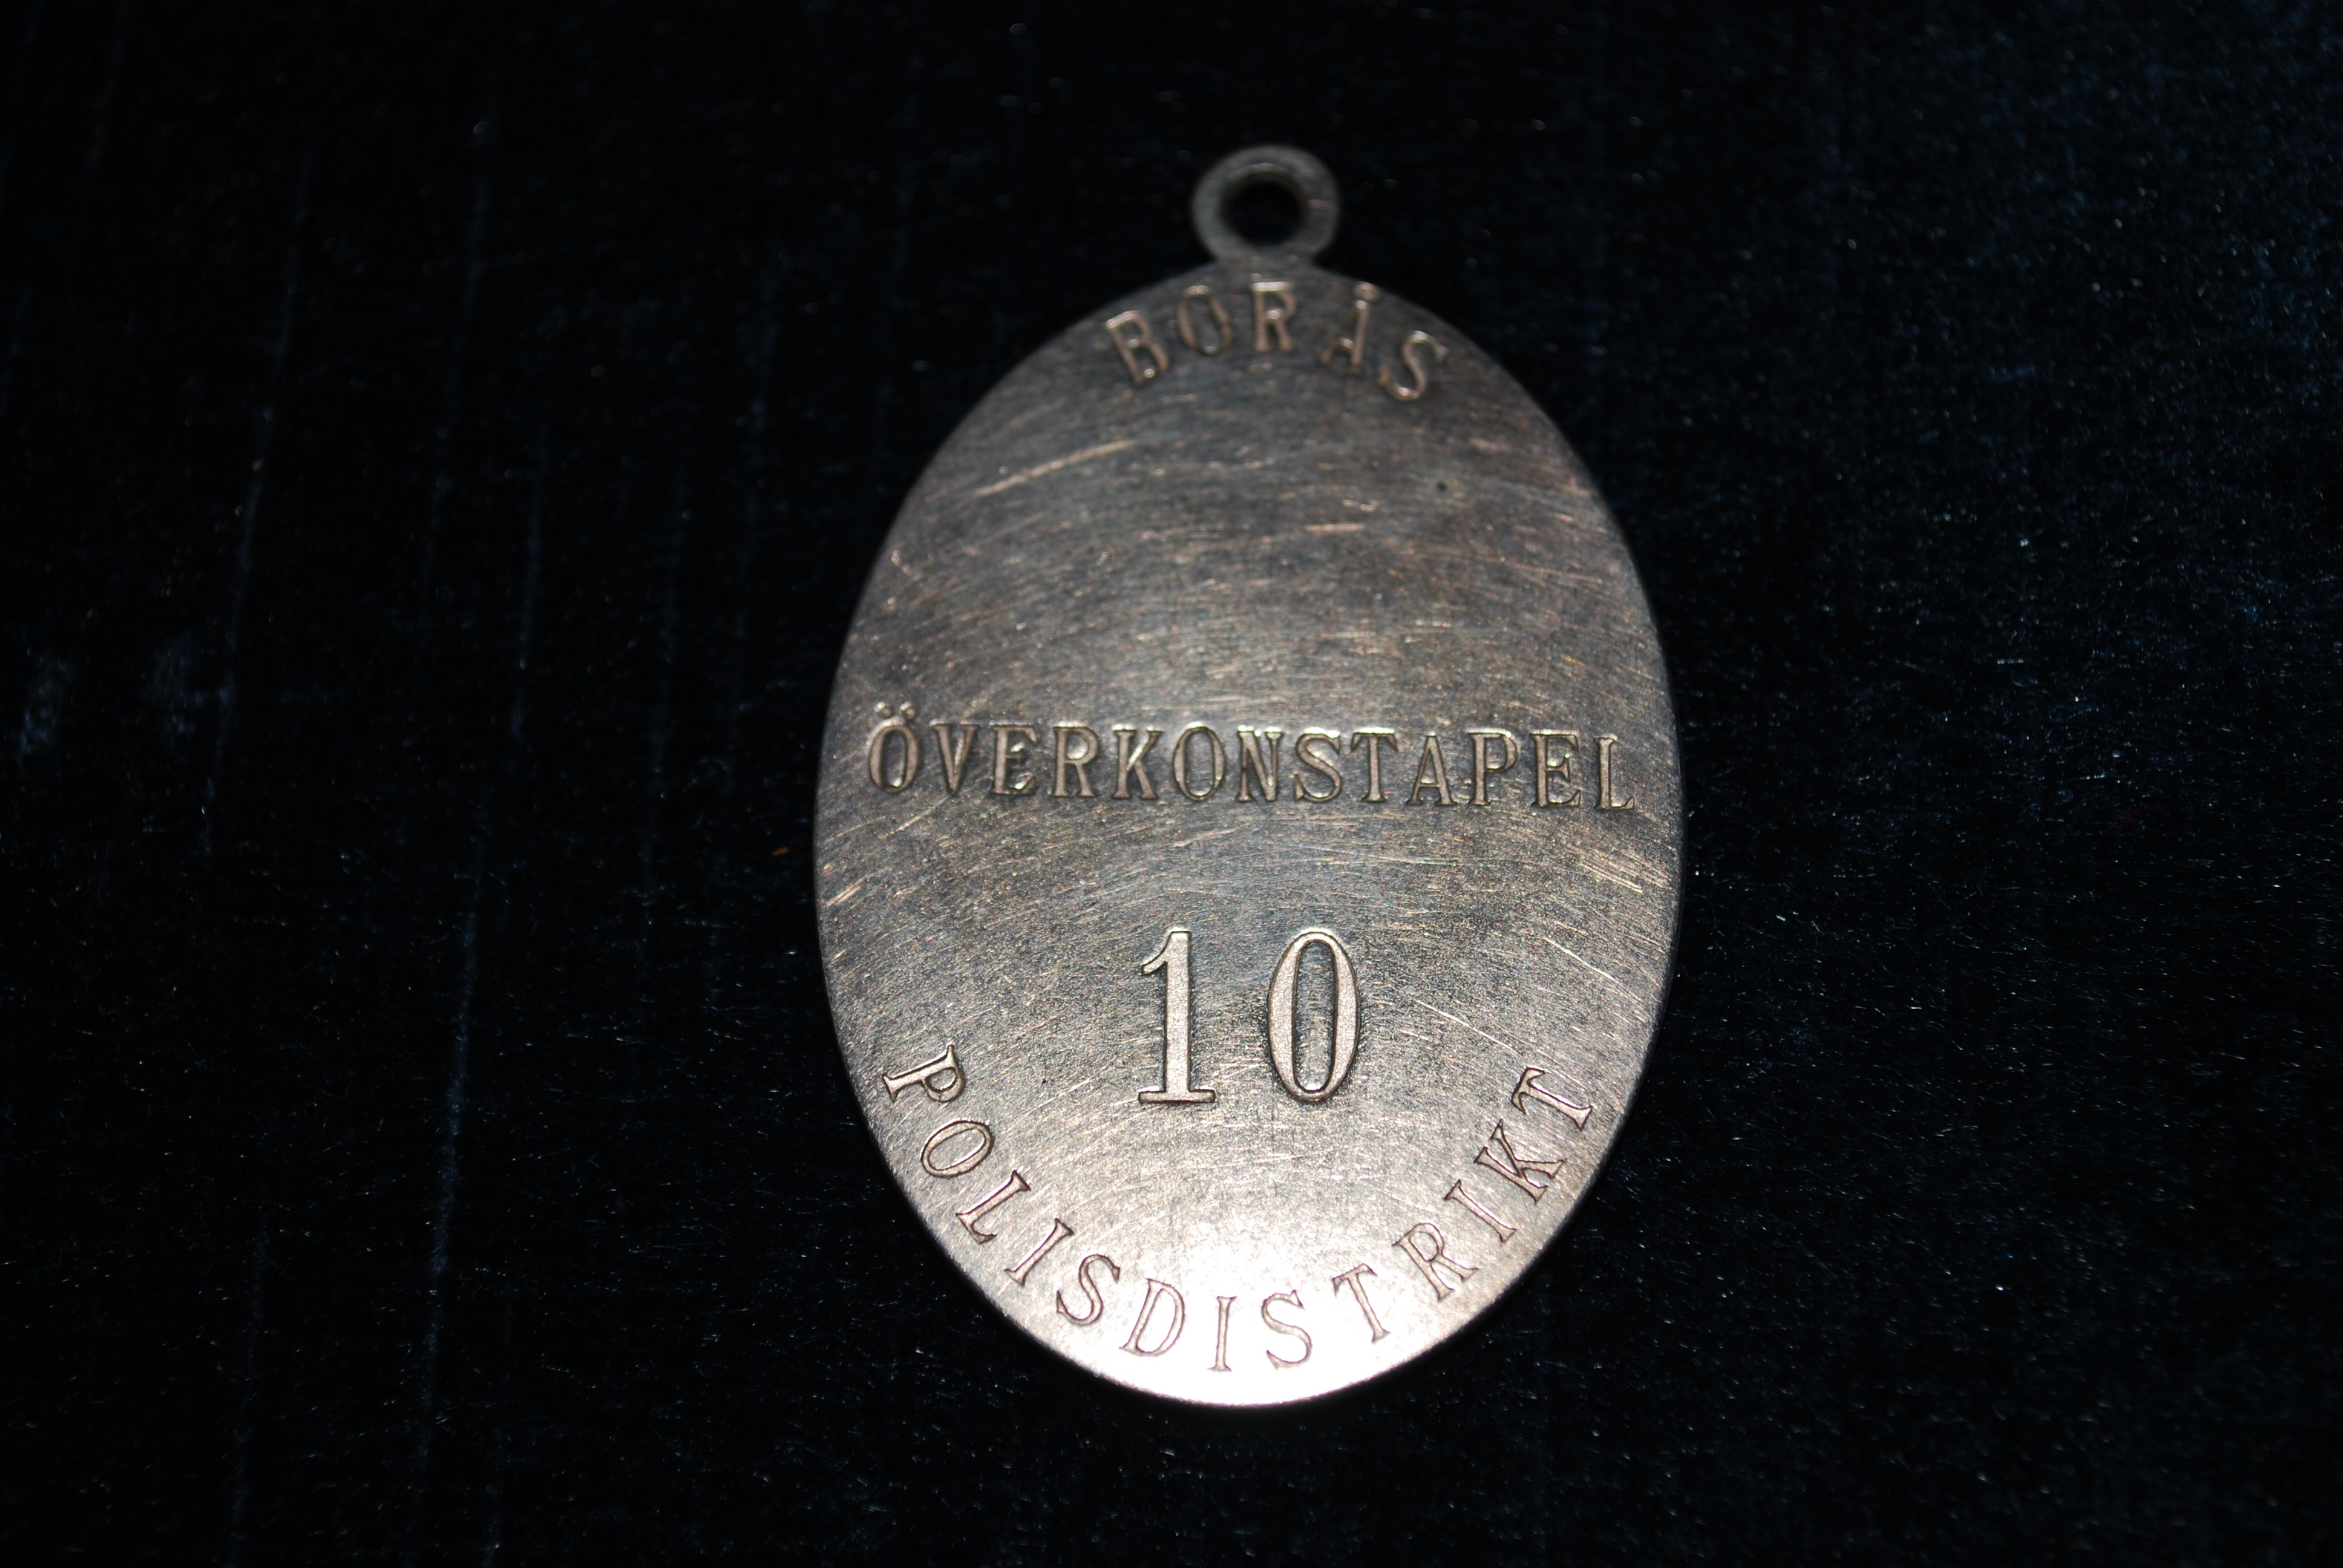 BORÅS
ÖVERKONSTAPEL
10
POLISDISTRIKT